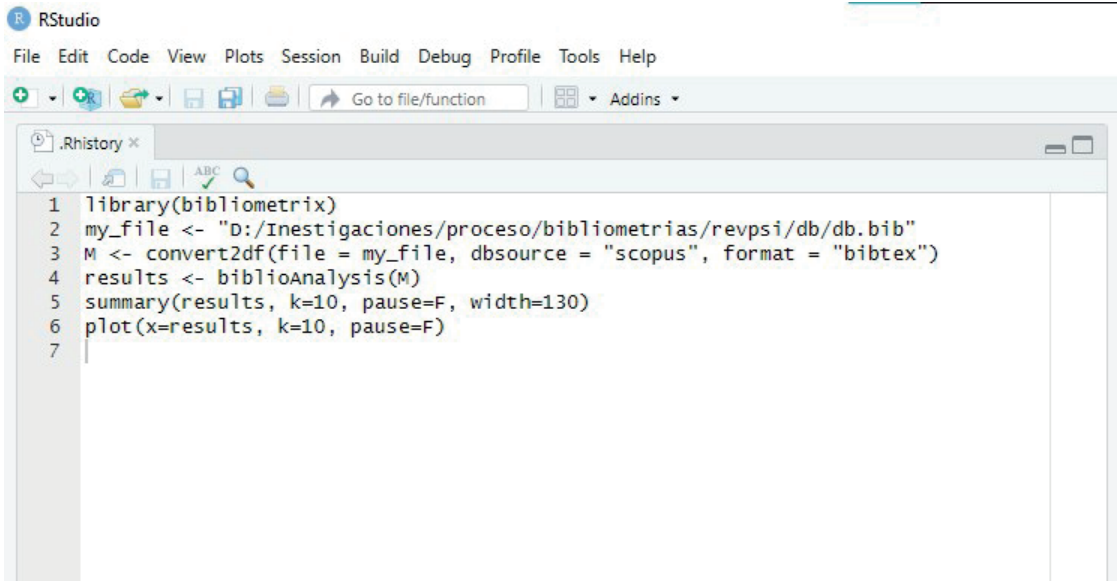 RStudio
File Edit Code View Plots Session Build Debug Profile Tools Help
Go to file/function Addins
.Rhistory
ABC
1 library(bibliometrix)
2 my_file <- "D:/Inestigaciones/proceso/bibliometrias/revpsi/db/db.bib"
3 M <- convert2df(file = my_file, dbsource = "scopus", format = "bibtex")
4 results <- biblioAnalysis(M)
5 summary(results, k=10, pause=F, width=130)
6 plot(x=results, k=10, pause=F)
7